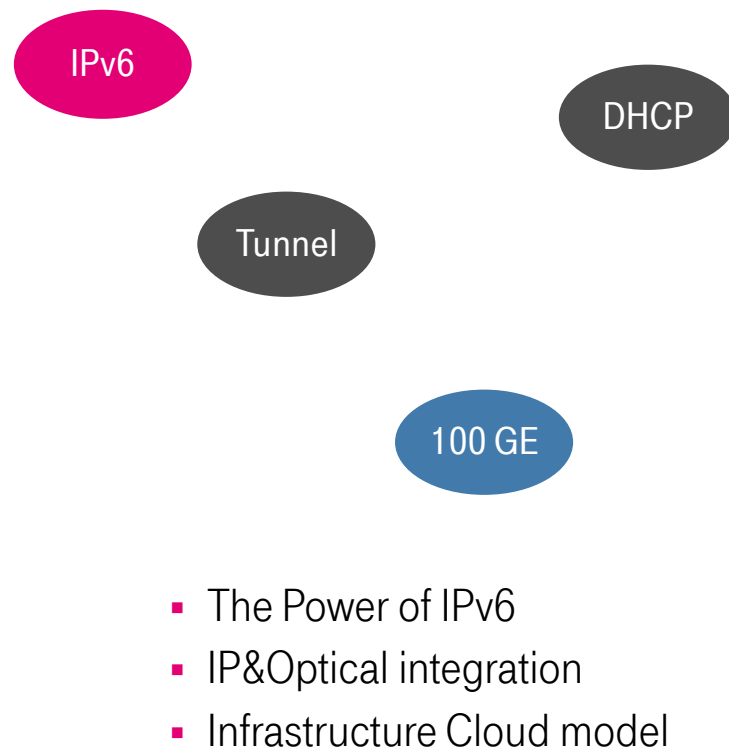 IPv6
DHCP
Tunnel
100 GE
▪ The Power of IPv6
▪ IP&Optical integration
▪ Infrastructure Cloud model